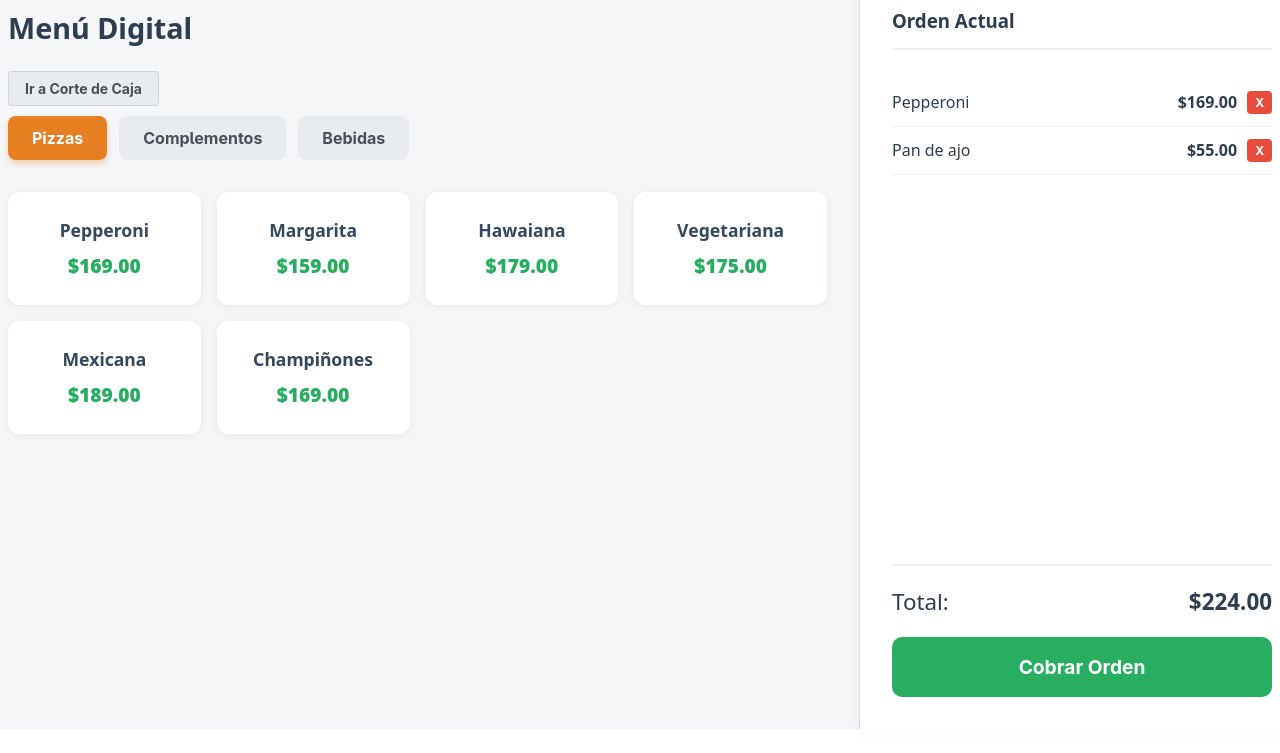 Menú Digital
Ir a Corte de Caja
Pizzas
Complementos
Bebidas
Pepperoni
$169.00
Margarita
$159.00
Hawaiana
$179.00
Vegetariana
$175.00
Mexicana
$189.00
Champiñones
$169.00
Orden Actual
Pepperoni $169.00 X
Pan de ajo $55.00 X
Total: $224.00
Cobrar Orden